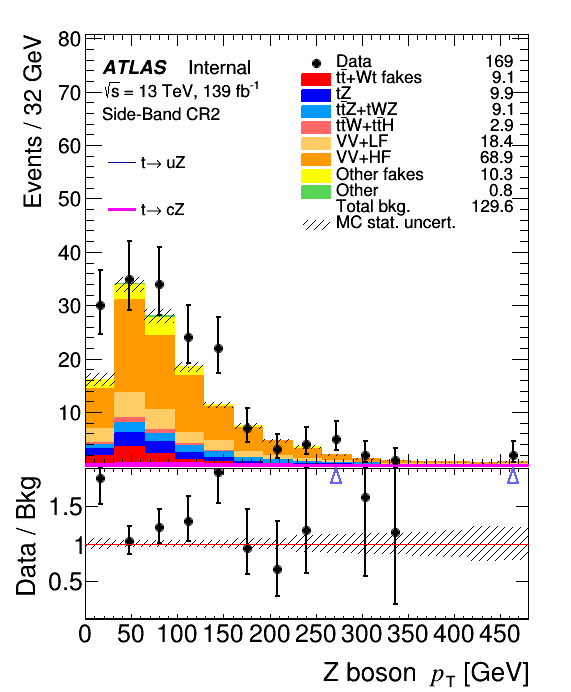 80
70
60
50
40
30
20
10
Events / 32 GeV
ATLAS Internal
√s = 13 TeV, 139 fb⁻¹
Side-Band CR2
t→uZ
t→cZ
Data 169
tt̄+Wt fakes 9.1
tZ 9.9
tt̄Z+tWZ 9.1
tt̄W+tt̄H 2.9
VV+LF 18.4
VV+HF 68.9
Other fakes 10.3
Other 0.8
Total bkg. 129.6
MC stat. uncert.
1.5
1
0.5
Data / Bkg
0 50 100 150 200 250 300 350 400 450
Z boson pT [GeV]